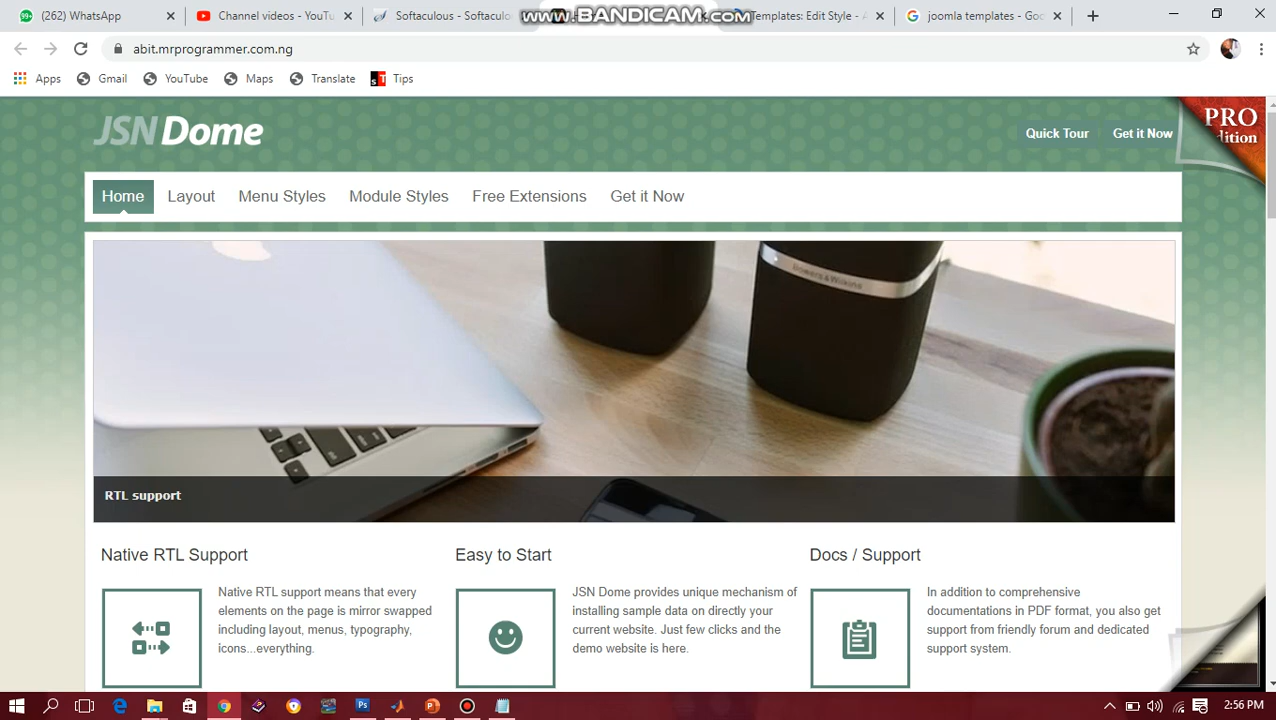 99+
(262) WhatsApp
Channel videos - YouTu
Softaculous - Softaculo
www.BANDICAM.com
Templates: Edit Style - A
joomla templates - Goo
abit.mrprogrammer.com.ng
Apps
Gmail
YouTube
Maps
Translate
Tips
JSN Dome
Quick Tour
Get it Now
PRO
Edition
Home
Layout
Menu Styles
Module Styles
Free Extensions
Get it Now
Bowers & Wilkins
RTL support
Native RTL Support
Easy to Start
Docs / Support
Native RTL support means that every
elements on the page is mirror swapped
including layout, menus, typography,
icons...everything.
JSN Dome provides unique mechanism of
installing sample data on directly your
current website. Just few clicks and the
demo website is here.
In addition to comprehensive
documentations in PDF format, you also get
support from friendly forum and dedicated
support system.
2:56 PM